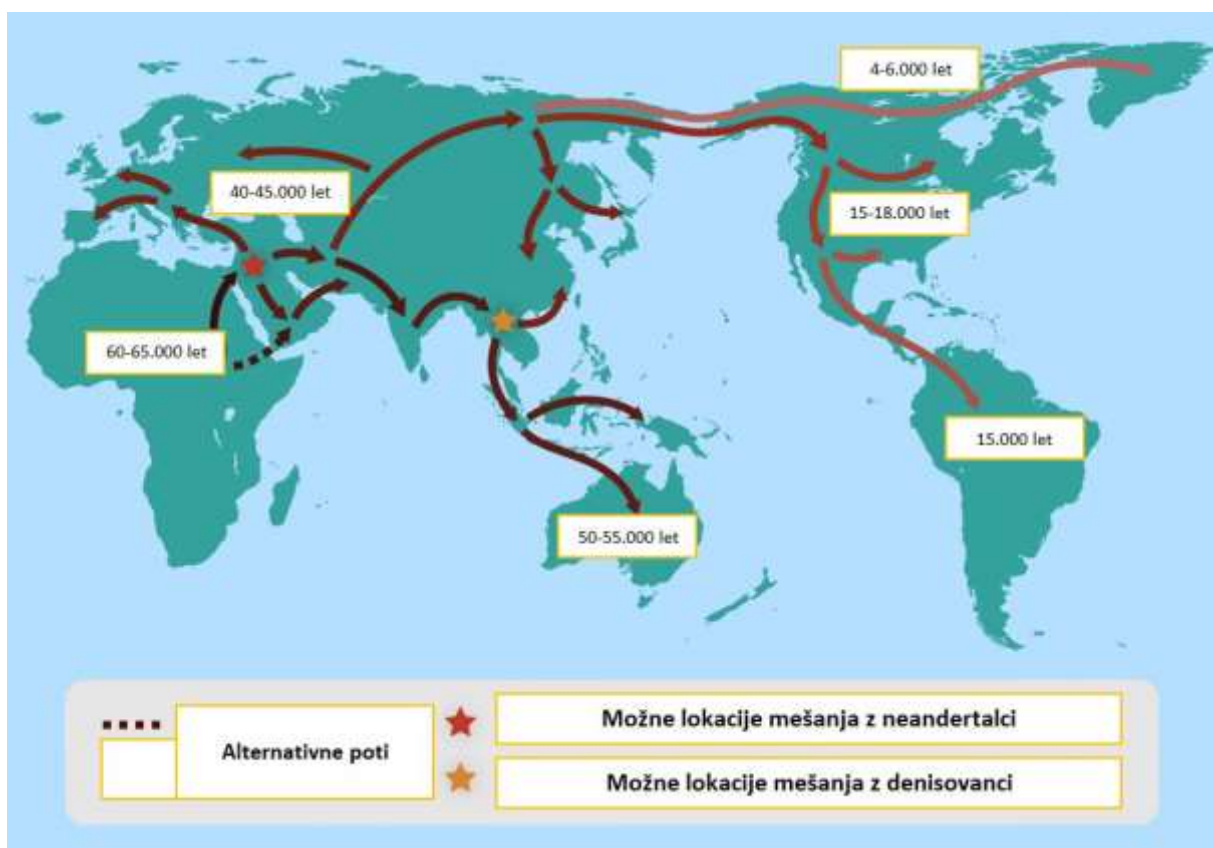 4-6.000 let
40-45.000 let
15-18.000 let
60-65.000 let
15.000 let
50-55.000 let
Alternativne poti
Možne lokacije mešanja z neandertalci
Možne lokacije mešanja z denisovanci